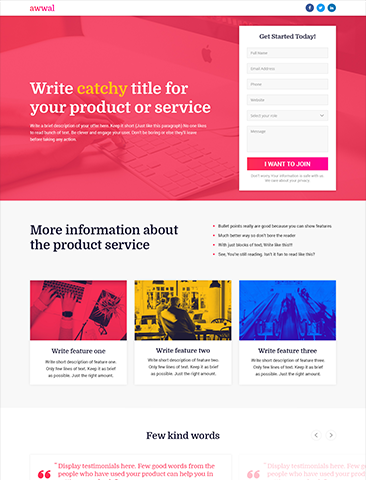 awwal
Write catchy title for
your product or service
Write a brief description of your offer here. Keep it short (Just like this paragraph) No one likes
to read bunch of text. Be clever and engage your user. Don't be boring or else they'll leave
before taking any action.
Get Started Today!
Full Name
Email Address
Phone
Website
Select your role
Message
I WANT TO JOIN
Don't worry. Your information is safe with us.
We care about your privacy.
More information about
the product service
Bullet points really are good because you can show features
Much better way so don't bore the reader
With just blocks of text, Write like this!!!
See, You're still reading. Isn't it fun to read like this?
Write feature one
Write short description of feature one.
Only few lines of text. Keep it as brief
as possible. Just the right amount.
Write feature two
Write short description of feature two.
Only few lines of text. Keep it as brief
as possible. Just the right amount.
Write feature three
Write short description of feature three.
Only few lines of text. Keep it as brief
as possible. Just the right amount.
Few kind words
" Display testimonials here. Few good words from the
people who have used your product can help you in